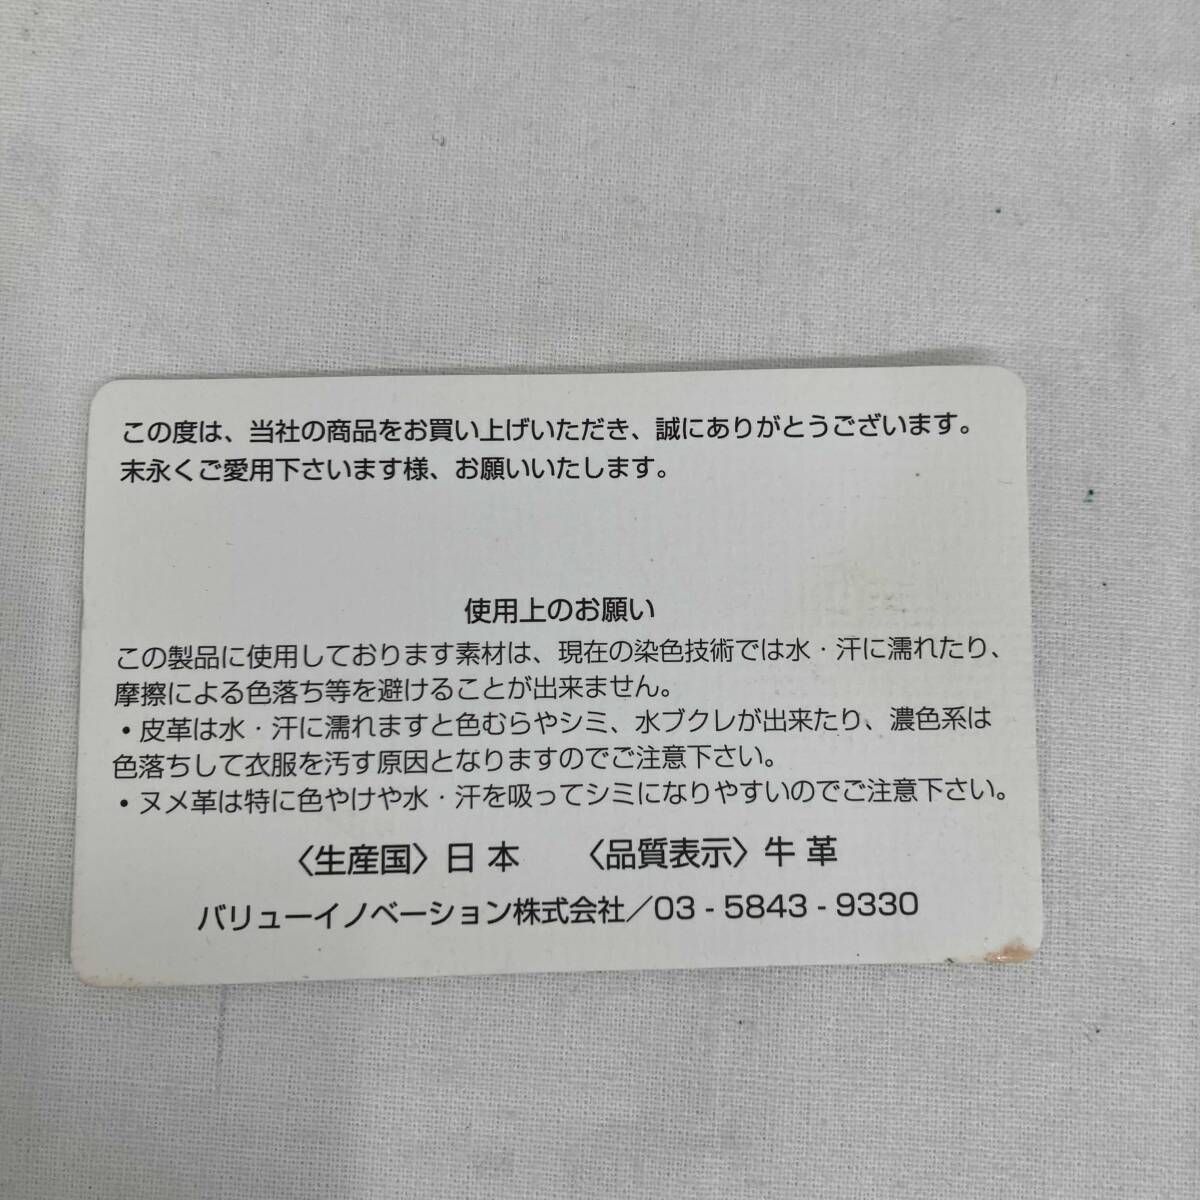 この度は、当社の商品をお買い上げいただき、誠にありがとうございます。
末永くご愛用下さいます様、お願いいたします。
使用上のお願い
この製品に使用しております素材は、現在の染色技術では水・汗に濡れたり、
摩擦による色落ち等を避けることが出来ません。
・皮革は水・汗に濡れますと色むらやシミ、水ブクレが出来たり、濃色系は
色落ちして衣服を汚す原因となりますのでご注意下さい。
・ヌメ革は特に色やけや水・汗を吸ってシミになりやすいのでご注意下さい。
〈生産国〉日本 〈品質表示〉牛革
バリューイノベーション株式会社／03-5843-9330